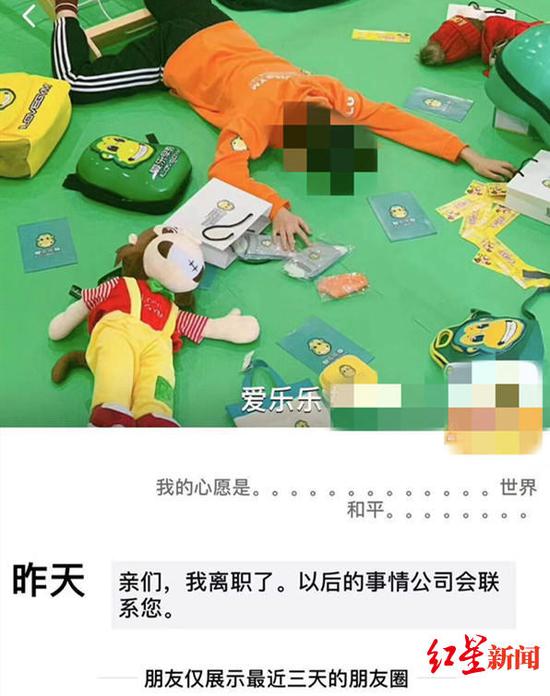 爱乐乐
我的心愿是。。。。。。。。。。。。。世界
和平。。。。。。。。
昨天
亲们，我离职了。以后的事情公司会联
系您。
朋友仅展示最近三天的朋友圈
红星新闻